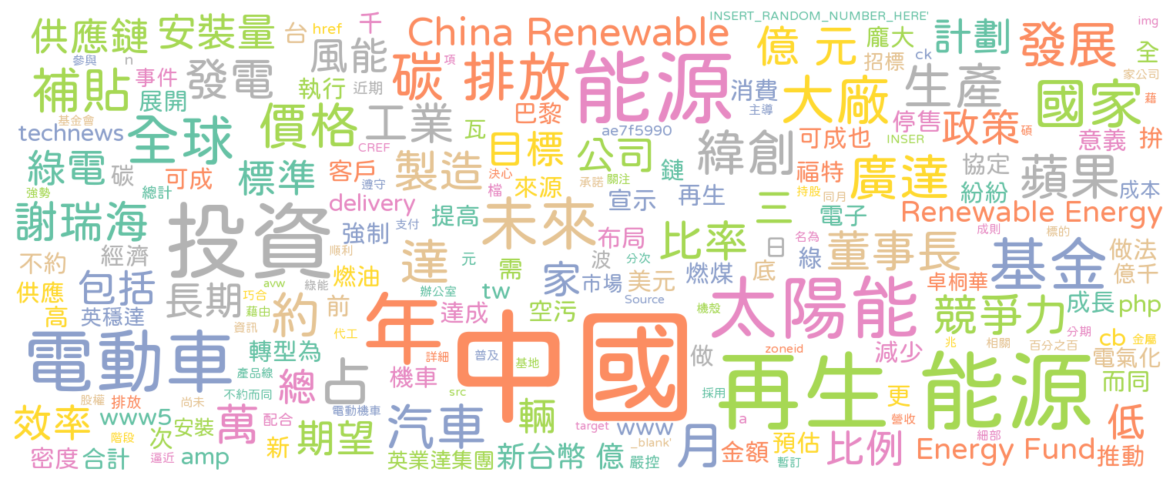 INSERT_RANDOM_NUMBER_HERE'
img
供應鏈
安裝量
台
href
千
China Renewable
億 元
龐大
計劃
發展
全
參與
n
風能
項
招標
ck
家公司
補貼
事件
發電
執行
近期
碳 排放
能源
消費
大廠
生產
國家
藉
展開
基金會
technews
全球
價格
工業
瓦
巴黎
ae7f5990
主導
停售
政策
碩
INSER
可成也
意義
拚
綠電
碳
可成
標準
客戶
CREF
製造
目標
公司
鏈
緯創
福特
協定
蘋果
強勢
總計
遵守
決心
檔
來源
承諾
關注
宣示
再生
廣達
持股
同月
紛紛
成本
謝瑞海
投資
delivery
提高
未來
三
電子
Renewable Energy
強制
支付
布局
比率
日
名為
綠
董事長
成則
標的
做法
經濟
順利
不約
達
波
分次
底
基金
億千
燃油
元
需
家
市場
美元
燃煤
卓桐華
供應
包括
長期
綠能
avw
辦公室
tw
Source
太陽能
高
英穩達
巧合
藉由
約
前
年
達成
空污
機殼
競爭力
成長
php
分期
資訊
代工
中國
兆
相關
百分之百
cb
金屬
電動車
轉型為
詳細
普及
基地
做
zoneid
減少
電氣化
產品線
總
占
機車
src
採用
再生 能源
更
而同
股權
排放
尚未
不約而同
效率
www5
萬
配合
電動機車
汽車
輛
target
www
月
a
營收
低
階段
次
安裝
新
期望
_blank'
金額
預估
比例
細部
Energy Fund
推動
密度
合計
逼近
amp
英業達集團
新台幣 億
嚴控
暫訂